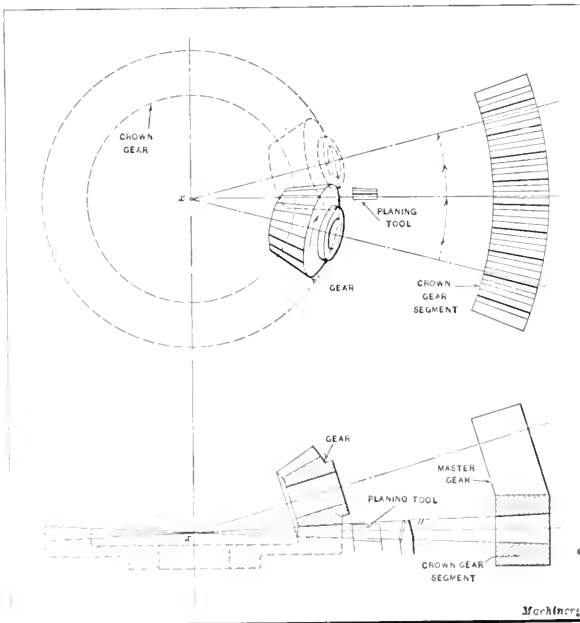 CROWN
GEAR
x
PLANING
TOOL
GEAR
CROWN
GEAR
SEGMENT
GEAR
MASTER
GEAR
PLANING TOOL
x
CROWN GEAR
SEGMENT
Machinery